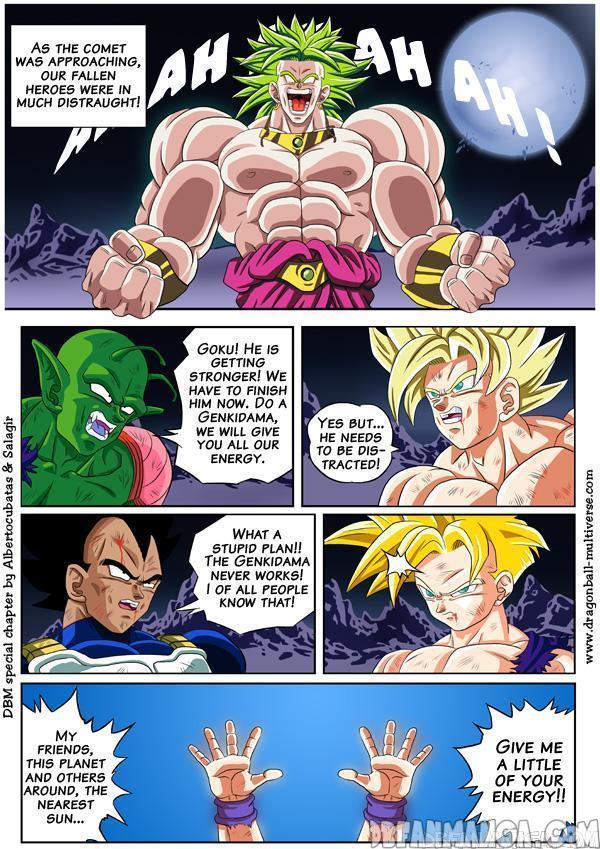 As the comet
was approaching,
our fallen
heroes were in
much distraught!
AH AH AH AH AH!
Goku! He is
getting
stronger! We
have to finish
him now. Do a
Genkidama,
we will give
you all our
energy.
Yes but...
he needs
to be dis-
tracted!
What a
stupid plan!!
The Genkidama
never works!
I of all people
know that!
My
friends,
this planet
and others
around, the
nearest
sun...
Give me
a little
of your
energy!!
DBM special chapter by Albertocubatas & Salagir
www.dragonball-multiverse.com
DBFANMANGA.COM